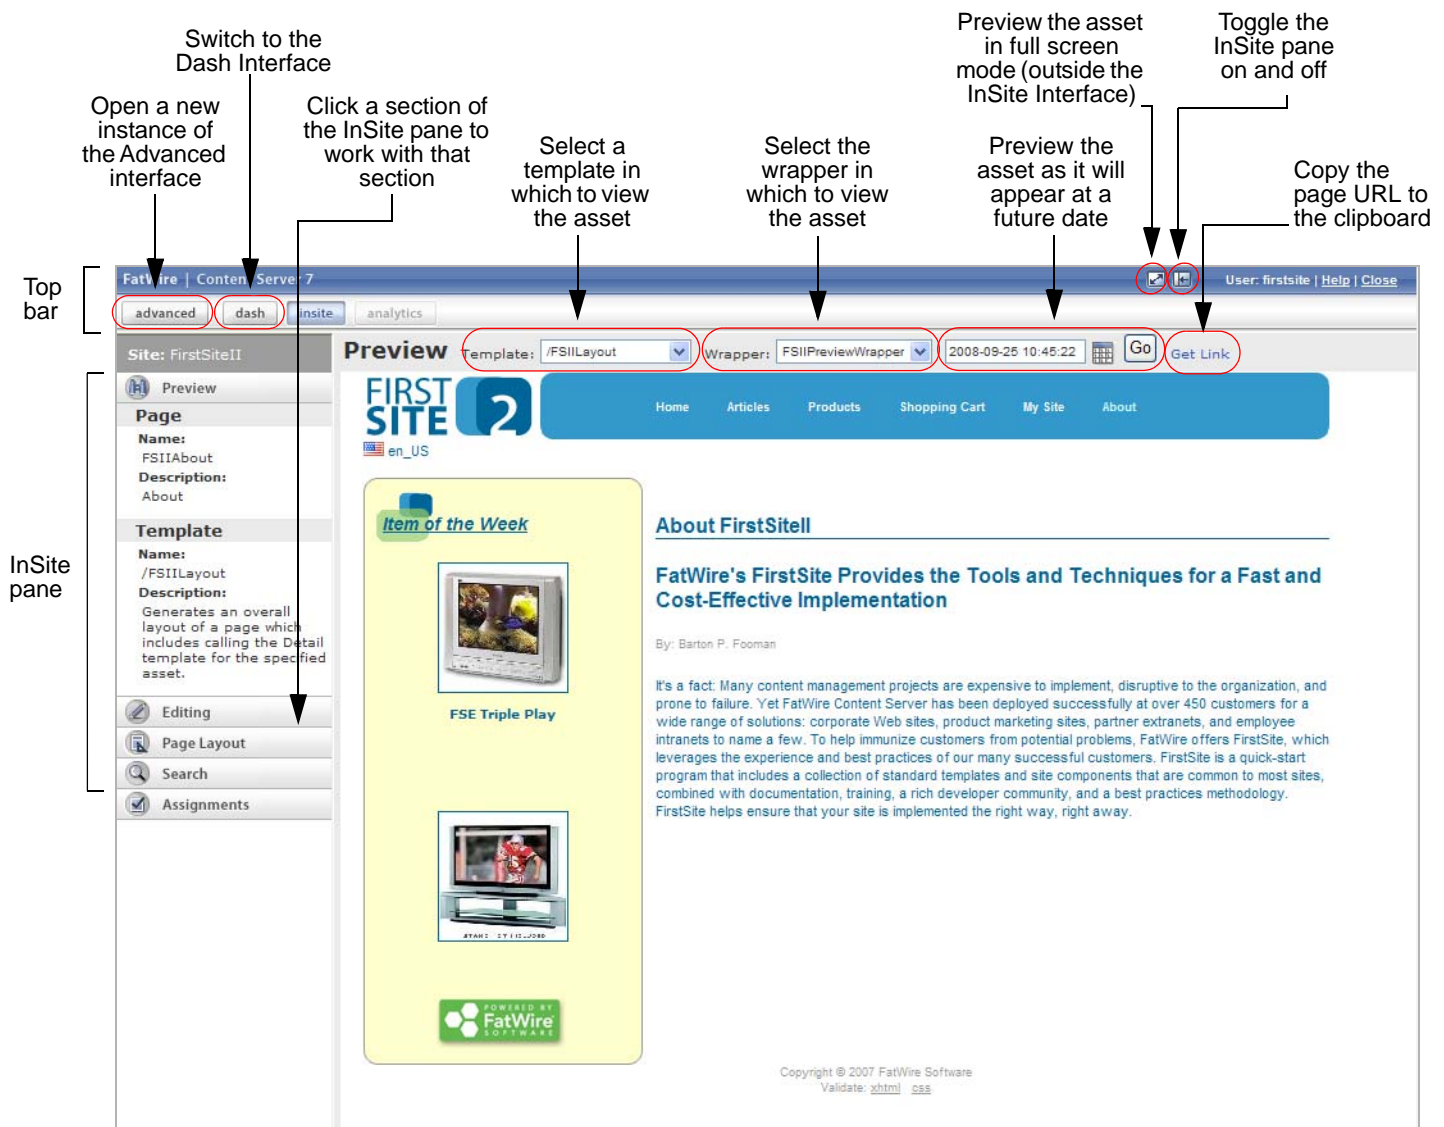 Switch to the
Dash Interface
Preview the asset
in full screen
mode (outside the
InSite Interface)
Toggle the
InSite pane
on and off
Open a new
instance of
the Advanced
interface
Click a section of
the InSite pane to
work with that
section
Select a
template in
which to view
the asset
Select the
wrapper in
which to view
the asset
Preview the
asset as it will
appear at a
future date
Copy the
page URL to
the clipboard
Top
bar
FatWire | Content Server 7
User: firstsite | Help | Close
advanced dash insite analytics
Site: FirstSiteII
Preview Template: /FSIILayout Wrapper: FSIIPreviewWrapper 2008-09-25 10:45:22 Go Get Link
InSite
pane
Preview
Page
Name:
FSIIAbout
Description:
About
Template
Name:
/FSIILayout
Description:
Generates an overall
layout of a page which
includes calling the Detail
template for the specified
asset.
Editing
Page Layout
Search
Assignments
FIRST
SITE 2
Home Articles Products Shopping Cart My Site About
en_US
Item of the Week
FSE Triple Play
STAND
INCLUDED
POWERED BY
FatWire
SOFTWARE
About FirstSiteII
FatWire's FirstSite Provides the Tools and Techniques for a Fast and
Cost-Effective Implementation
By: Barton P. Fooman
It's a fact: Many content management projects are expensive to implement, disruptive to the organization, and
prone to failure. Yet FatWire Content Server has been deployed successfully at over 450 customers for a
wide range of solutions: corporate Web sites, product marketing sites, partner extranets, and employee
intranets to name a few. To help immunize customers from potential problems, FatWire offers FirstSite, which
leverages the experience and best practices of our many successful customers. FirstSite is a quick-start
program that includes a collection of standard templates and site components that are common to most sites,
combined with documentation, training, a rich developer community, and a best practices methodology.
FirstSite helps ensure that your site is implemented the right way, right away.
Copyright © 2007 FatWire Software
Validate: xhtml css